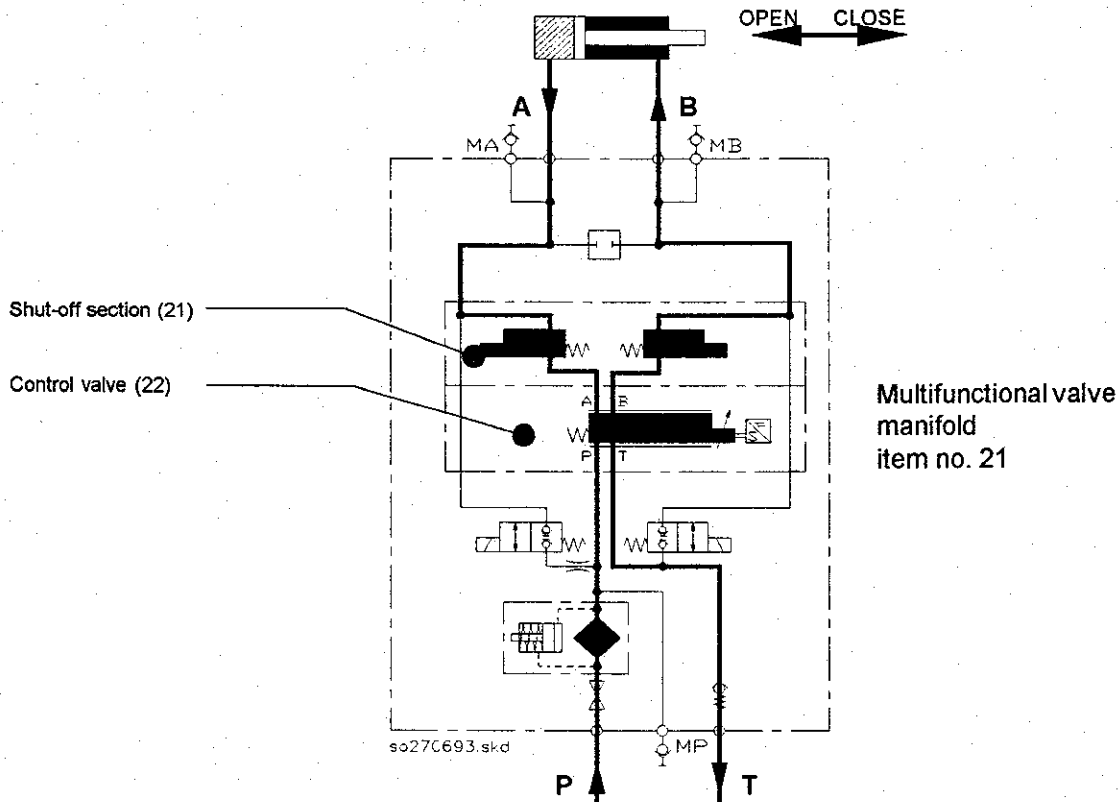 OPEN CLOSE
A B
MA MB
Shut-off section (21)
Control valve (22)
A B
P T
Multifunctional valve
manifold
item no. 21
so270693.skd
MP
P T